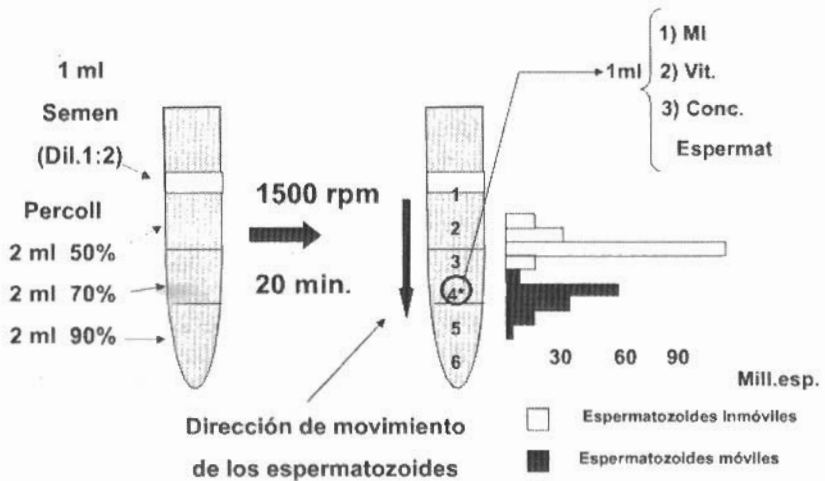 1 ml
Semen
(Dil.1:2)
Percoll
2 ml 50%
2 ml 70%
2 ml 90%
1500 rpm
20 min.
1
2
3
4*
5
6
Dirección de movimiento
de los espermatozoides
1ml
1) MI
2) Vit.
3) Conc.
Espermat
30 60 90
Mill.esp.
Espermatozoides Inmóviles
Espermatozoides móviles